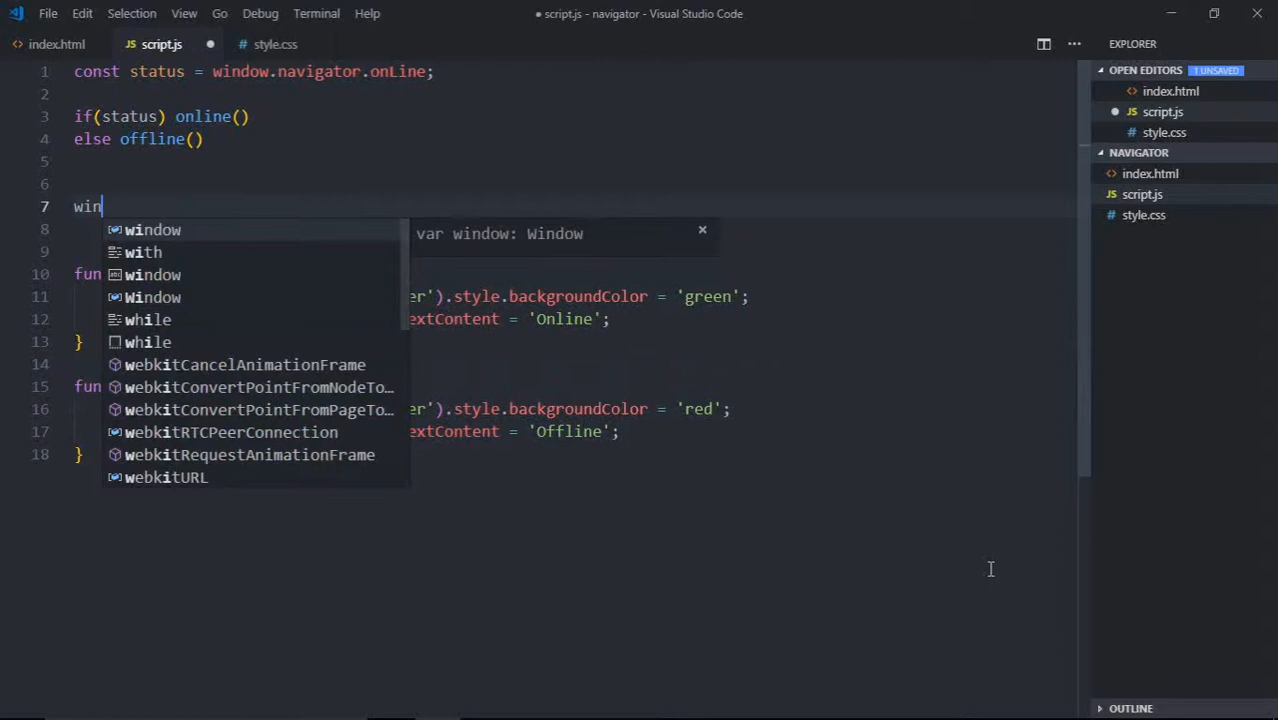 File Edit Selection View Go Debug Terminal Help ● script.js - navigator - Visual Studio Code
<> index.html JS script.js ● # style.css EXPLORER
OPEN EDITORS 1 UNSAVED
<> index.html
● JS script.js
# style.css
NAVIGATOR
<> index.html
JS script.js
# style.css
OUTLINE
1 const status = window.navigator.onLine;
2
3 if(status) online()
4 else offline()
5
6
7 win
8
9
10 fun
11 er').style.backgroundColor = 'green';
12 extContent = 'Online';
13 }
14
15 fun
16 er').style.backgroundColor = 'red';
17 extContent = 'Offline';
18 }
window
var window: Window ×
with
window
Window
while
while
webkitCancelAnimationFrame
webkitConvertPointFromNodeTo…
webkitConvertPointFromPageTo…
webkitRTCPeerConnection
webkitRequestAnimationFrame
webkitURL